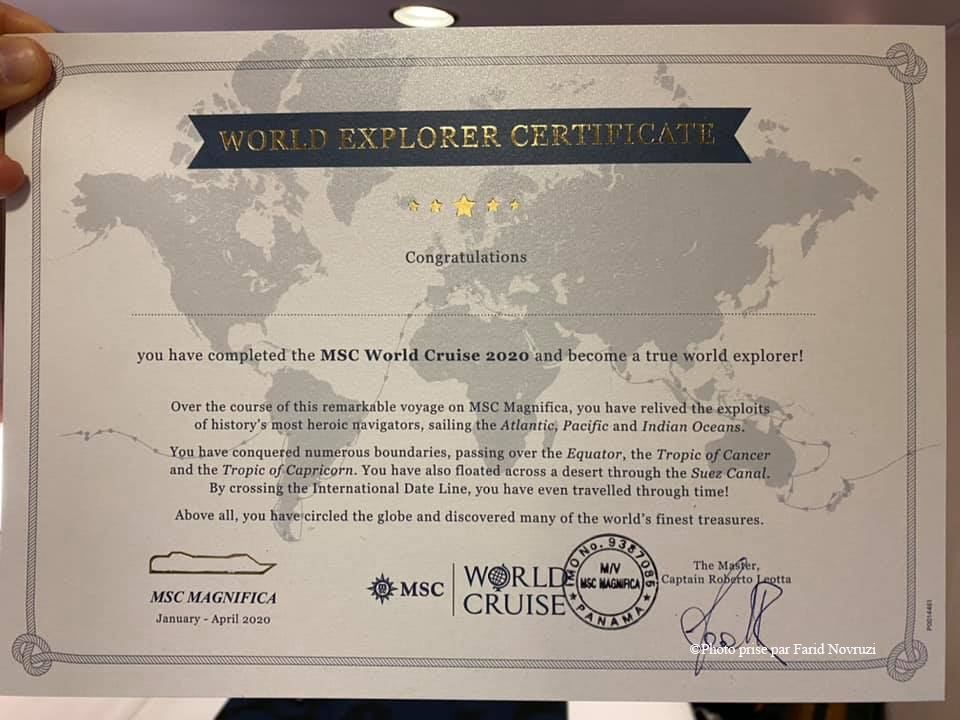 WORLD EXPLORER CERTIFICATE
Congratulations
you have completed the MSC World Cruise 2020 and become a true world explorer!
Over the course of this remarkable voyage on MSC Magnifica, you have relived the exploits
of history's most heroic navigators, sailing the Atlantic, Pacific and Indian Oceans.
You have conquered numerous boundaries, passing over the Equator, the Tropic of Cancer
and the Tropic of Capricorn. You have also floated across a desert through the Suez Canal.
By crossing the International Date Line, you have even travelled through time!
Above all, you have circled the globe and discovered many of the world's finest treasures.
MSC MAGNIFICA
January - April 2020
MSC
WORLD
CRUISE
IMO No. 9387085
M/V
MSC MAGNIFICA
PANAMA
The Master,
Captain Roberto Leotta
P0014461
©Photo prise par Farid Novruzi